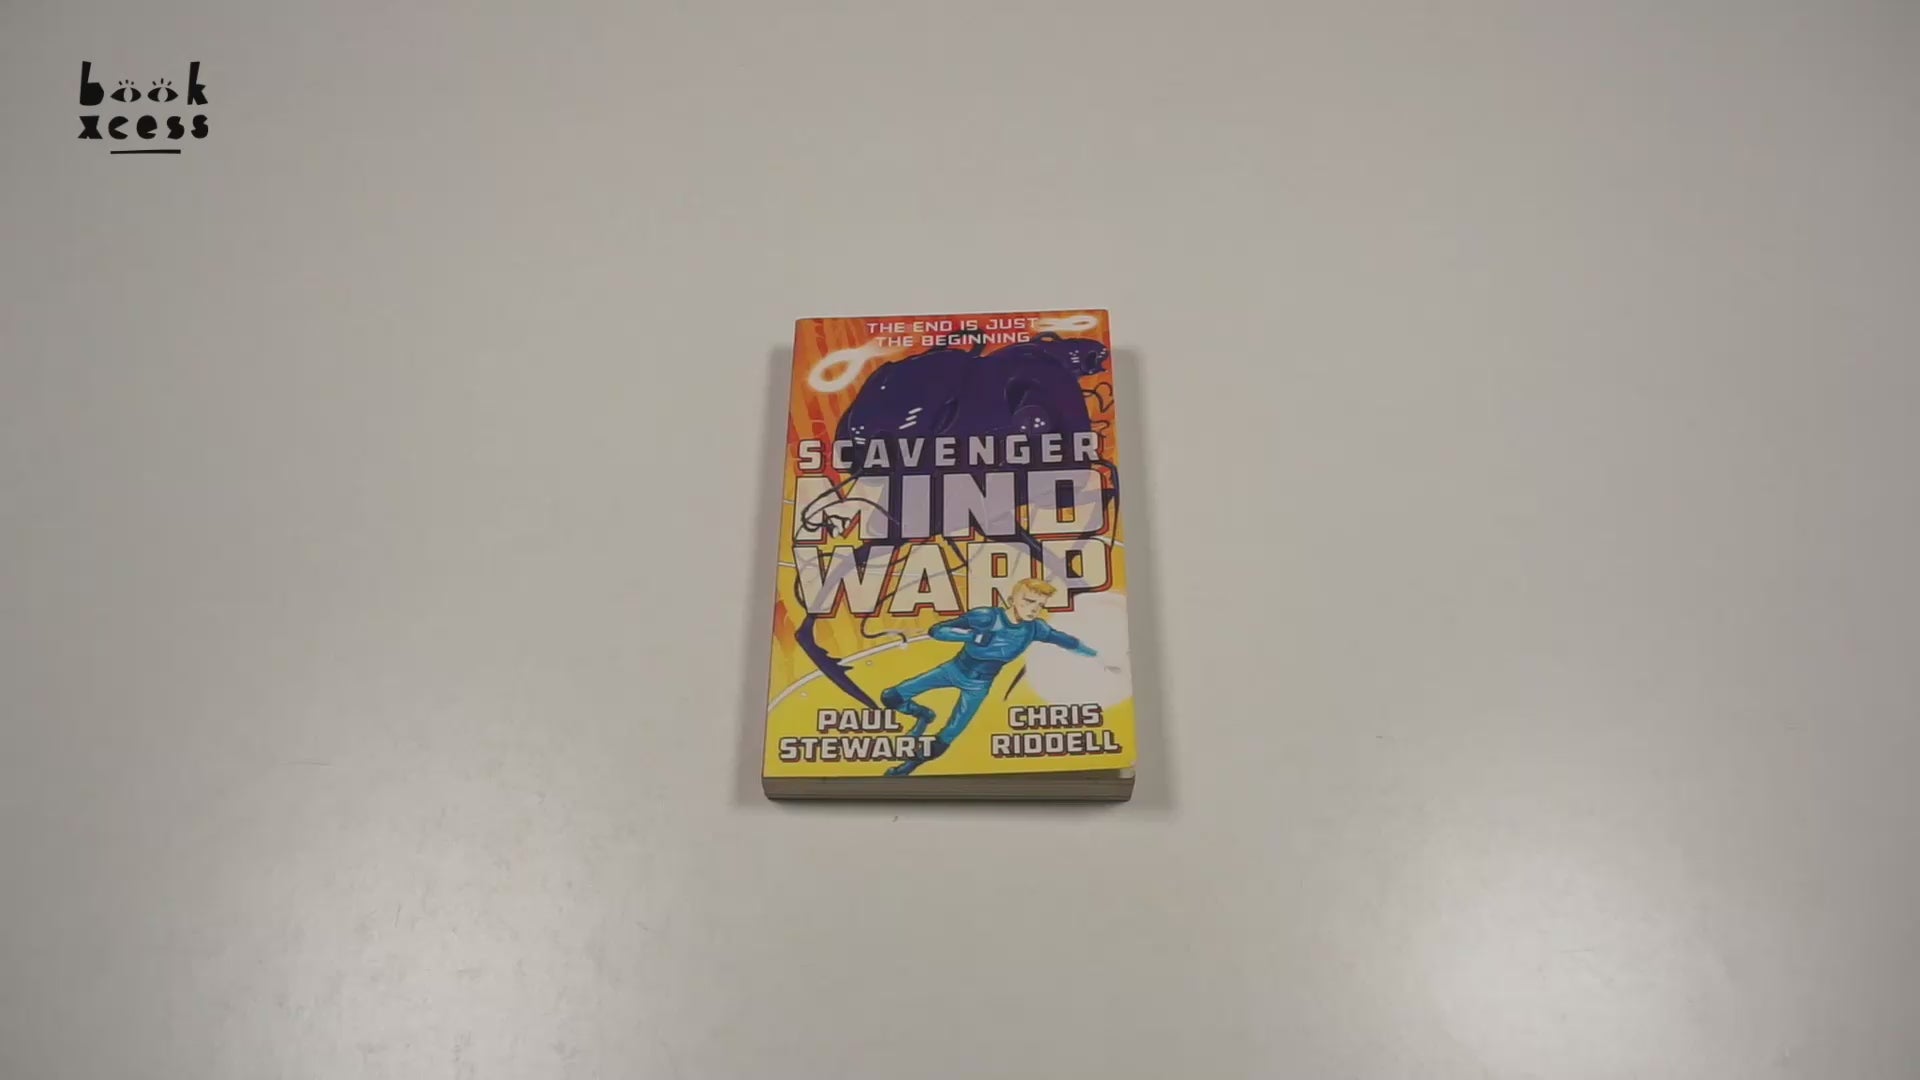 book
xcess
THE END IS JUST
THE BEGINNING
SCAVENGER
MIND
WARP
PAUL
STEWART
CHRIS
RIDDELL